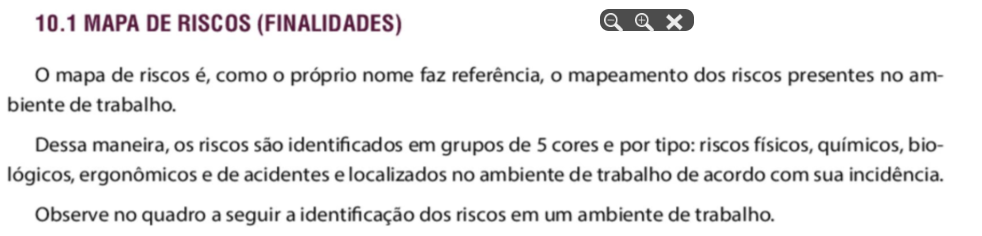 10.1 MAPA DE RISCOS (FINALIDADES)
O mapa de riscos é, como o próprio nome faz referência, o mapeamento dos riscos presentes no am-
biente de trabalho.
Dessa maneira, os riscos são identificados em grupos de 5 cores e por tipo: riscos físicos, químicos, bio-
lógicos, ergonômicos e de acidentes e localizados no ambiente de trabalho de acordo com sua incidência.
Observe no quadro a seguir a identificação dos riscos em um ambiente de trabalho.